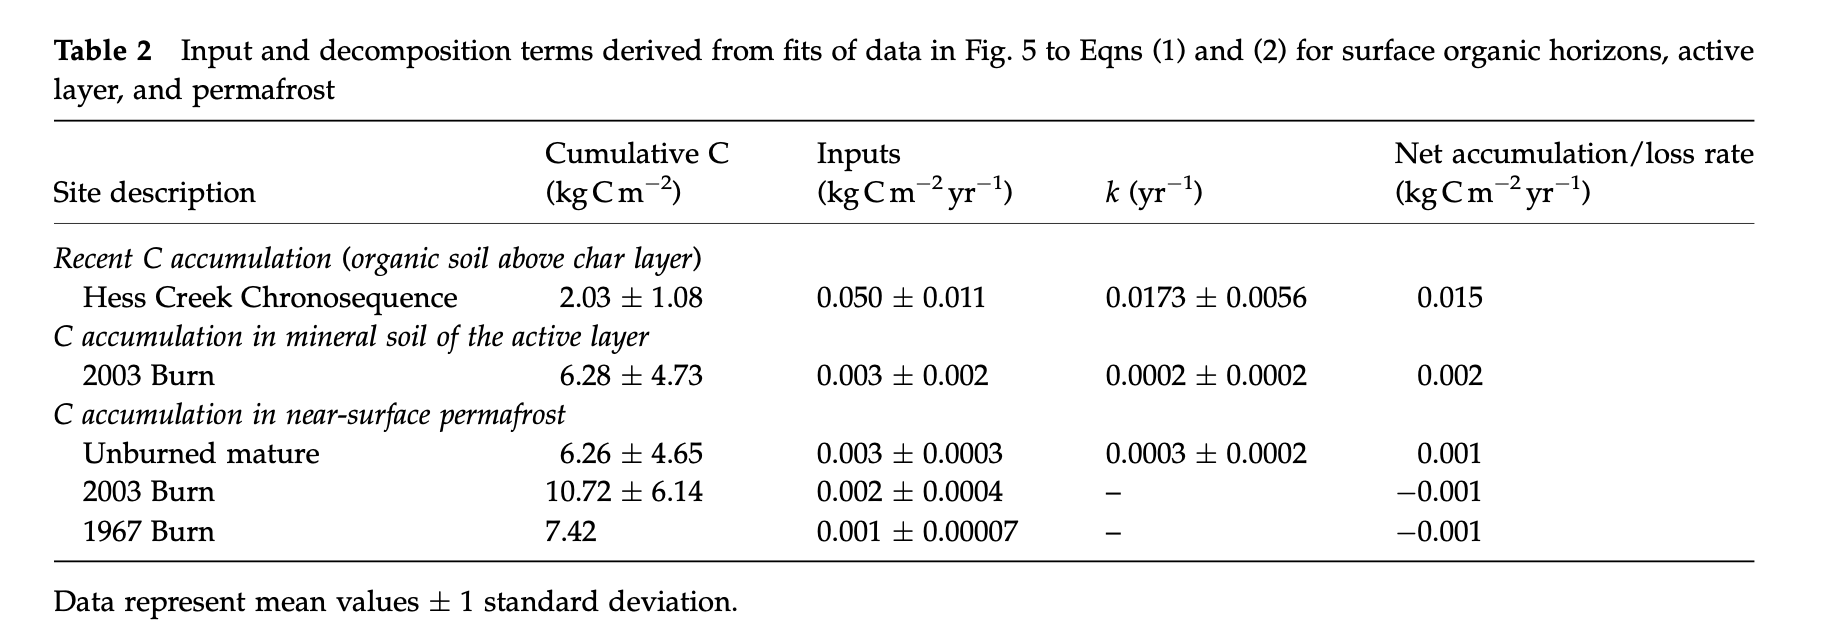 Table 2 Input and decomposition terms derived from fits of data in Fig. 5 to Eqns (1) and (2) for surface organic horizons, active
layer, and permafrost
Site description Cumulative C (kg C m−2) Inputs (kg C m−2 yr−1) k (yr−1) Net accumulation/loss rate (kg C m−2 yr−1)
Recent C accumulation (organic soil above char layer)
Hess Creek Chronosequence 2.03 ± 1.08 0.050 ± 0.011 0.0173 ± 0.0056 0.015
C accumulation in mineral soil of the active layer
2003 Burn 6.28 ± 4.73 0.003 ± 0.002 0.0002 ± 0.0002 0.002
C accumulation in near-surface permafrost
Unburned mature 6.26 ± 4.65 0.003 ± 0.0003 0.0003 ± 0.0002 0.001
2003 Burn 10.72 ± 6.14 0.002 ± 0.0004 – −0.001
1967 Burn 7.42 0.001 ± 0.00007 – −0.001
Data represent mean values ± 1 standard deviation.